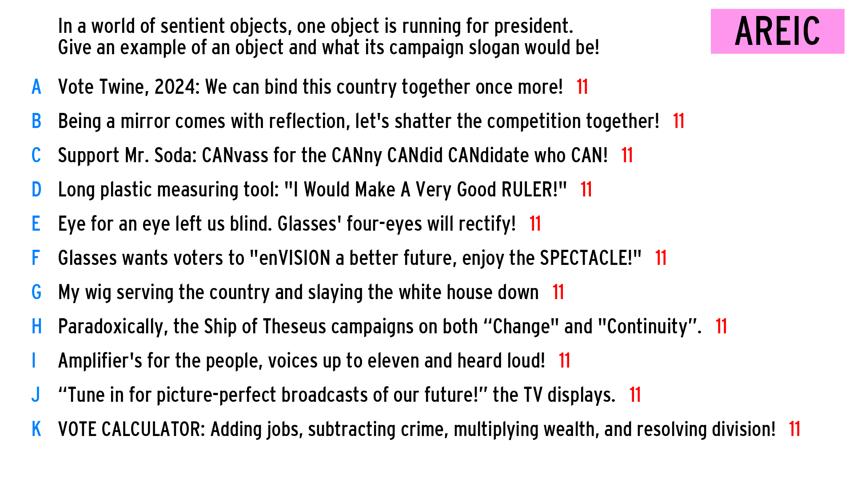 In a world of sentient objects, one object is running for president.
Give an example of an object and what its campaign slogan would be!
AREIC
A Vote Twine, 2024: We can bind this country together once more! 11
B Being a mirror comes with reflection, let's shatter the competition together! 11
C Support Mr. Soda: CANvass for the CANny CANdid CANdidate who CAN! 11
D Long plastic measuring tool: "I Would Make A Very Good RULER!" 11
E Eye for an eye left us blind. Glasses' four-eyes will rectify! 11
F Glasses wants voters to "enVISION a better future, enjoy the SPECTACLE!" 11
G My wig serving the country and slaying the white house down 11
H Paradoxically, the Ship of Theseus campaigns on both “Change" and "Continuity”. 11
I Amplifier's for the people, voices up to eleven and heard loud! 11
J “Tune in for picture-perfect broadcasts of our future!” the TV displays. 11
K VOTE CALCULATOR: Adding jobs, subtracting crime, multiplying wealth, and resolving division! 11